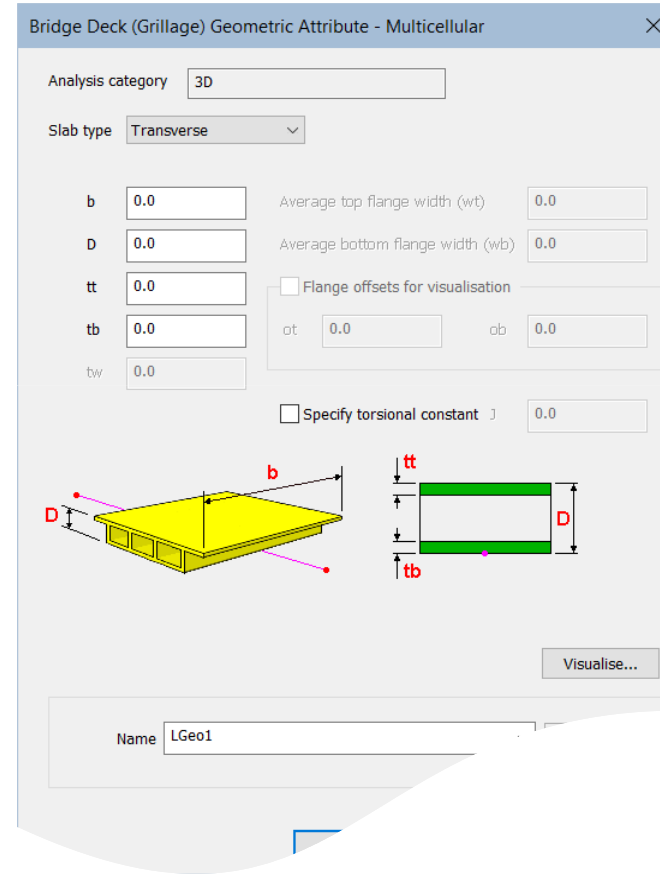 Bridge Deck (Grillage) Geometric Attribute - Multicellular
Analysis category 3D
Slab type Transverse
b 0.0 Average top flange width (wt) 0.0
D 0.0 Average bottom flange width (wb) 0.0
tt 0.0 Flange offsets for visualisation
tb 0.0 ot 0.0 ob 0.0
tw 0.0
Specify torsional constant J 0.0
b tt
D D
tb
Visualise...
Name LGeo1